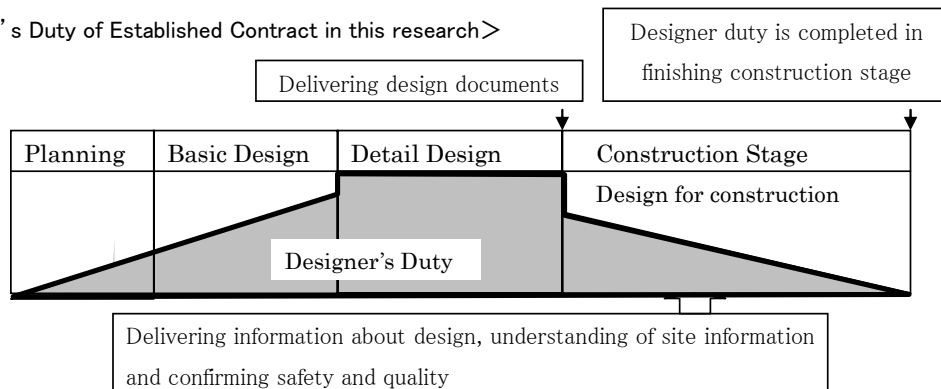 's Duty of Established Contract in this research>
Designer duty is completed in
finishing construction stage
Delivering design documents
Planning
Basic Design
Detail Design
Construction Stage
Design for construction
Designer's Duty
Delivering information about design, understanding of site information
and confirming safety and quality